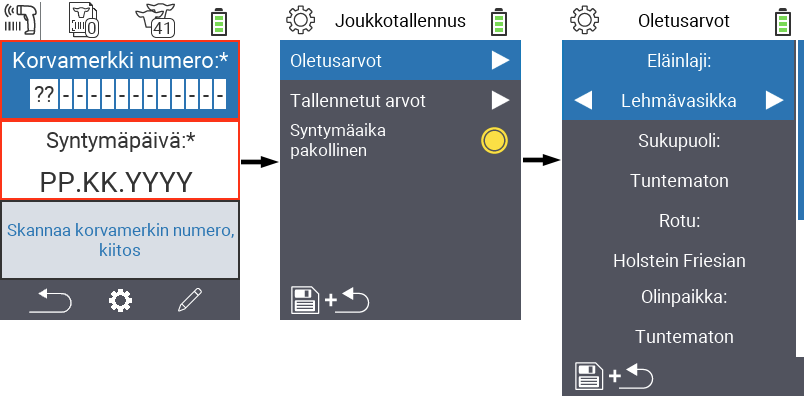 0
41
Korvamerkki numero:*
??|-|-|-|-|-|-|-|-|-|-|-|-
Syntymäpäivä:*
PP.KK.YYYY
Skannaa korvamerkin numero,
kiitos
Joukkotallennus
Oletusarvot
Tallennetut arvot
Syntymäaika
pakollinen
+
Oletusarvot
Eläinlaji:
Lehmävasikka
Sukupuoli:
Tuntematon
Rotu:
Holstein Friesian
Olinpaikka:
Tuntematon
+